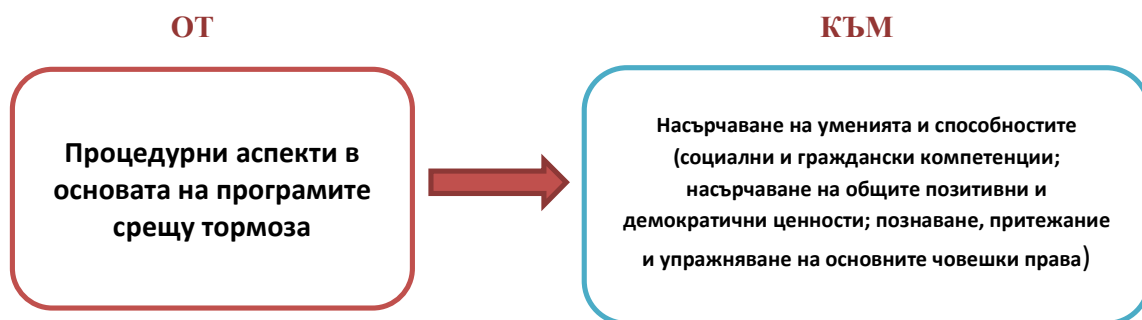 ОТ
КЪМ
Процедурни аспекти в
основата на програмите
срещу тормоза
Насърчаване на уменията и способностите
(социални и граждански компетенции;
насърчаване на общите позитивни и
демократични ценности; познаване, притежание
и упражняване на основните човешки права)